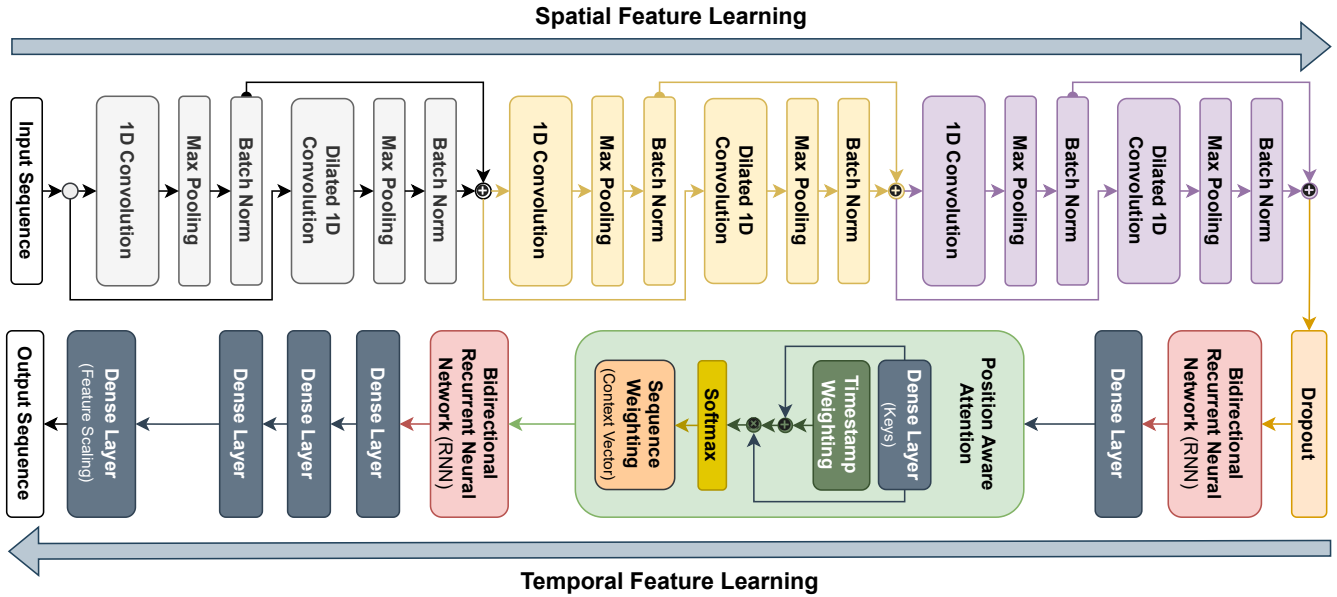 Spatial Feature Learning
Input Sequence
1D Convolution
Max Pooling
Batch Norm
Dilated 1D
Convolution
Max Pooling
Batch Norm
1D Convolution
Max Pooling
Batch Norm
Dilated 1D
Convolution
Max Pooling
Batch Norm
1D Convolution
Max Pooling
Batch Norm
Dilated 1D
Convolution
Max Pooling
Batch Norm
Dropout
Bidirectional
Recurrent Neural
Network (RNN)
Dense Layer
Position Aware
Attention
Dense Layer
(Keys)
Timestamp
Weighting
Softmax
Sequence
Weighting
(Context Vector)
Bidirectional
Recurrent Neural
Network (RNN)
Dense Layer
Dense Layer
Dense Layer
Dense Layer
(Feature Scaling)
Output Sequence
Temporal Feature Learning